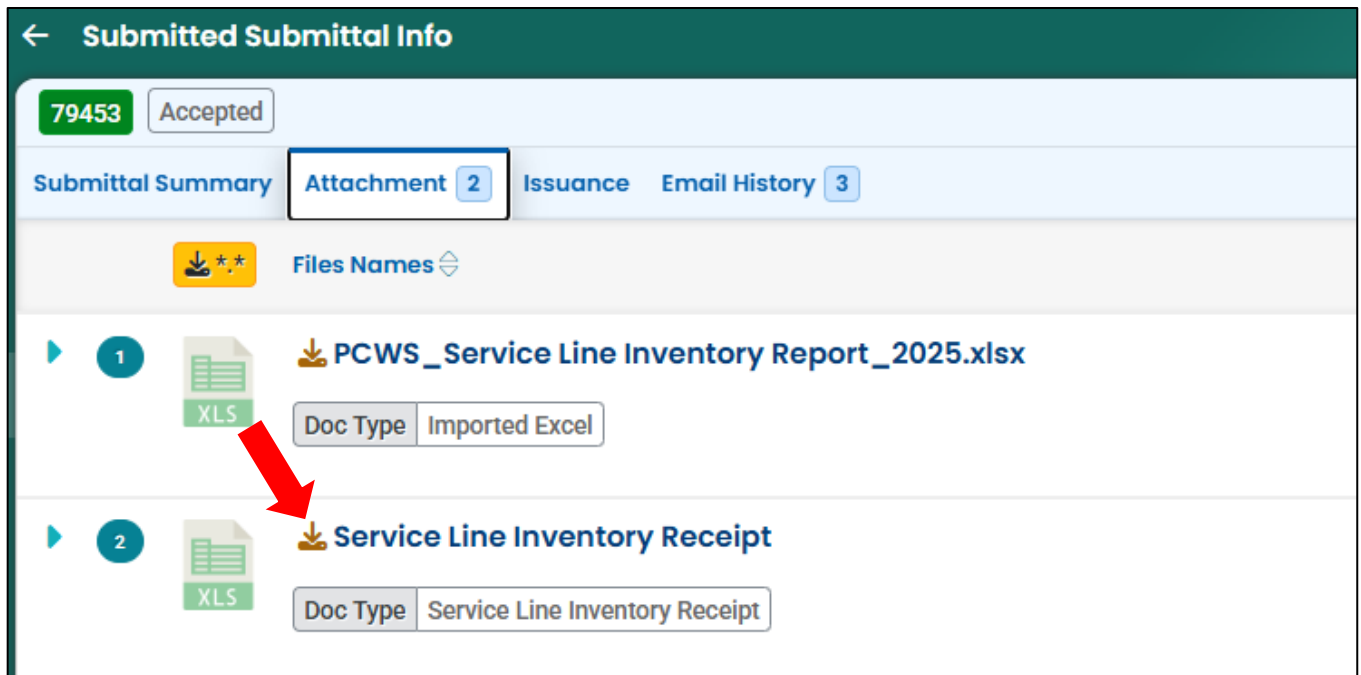 Submitted Submittal Info
79453 Accepted
Submittal Summary Attachment 2 Issuance Email History 3
*.* Files Names
1 PCWS_Service Line Inventory Report_2025.xlsx
XLS
Doc Type Imported Excel
2 Service Line Inventory Receipt
XLS
Doc Type Service Line Inventory Receipt